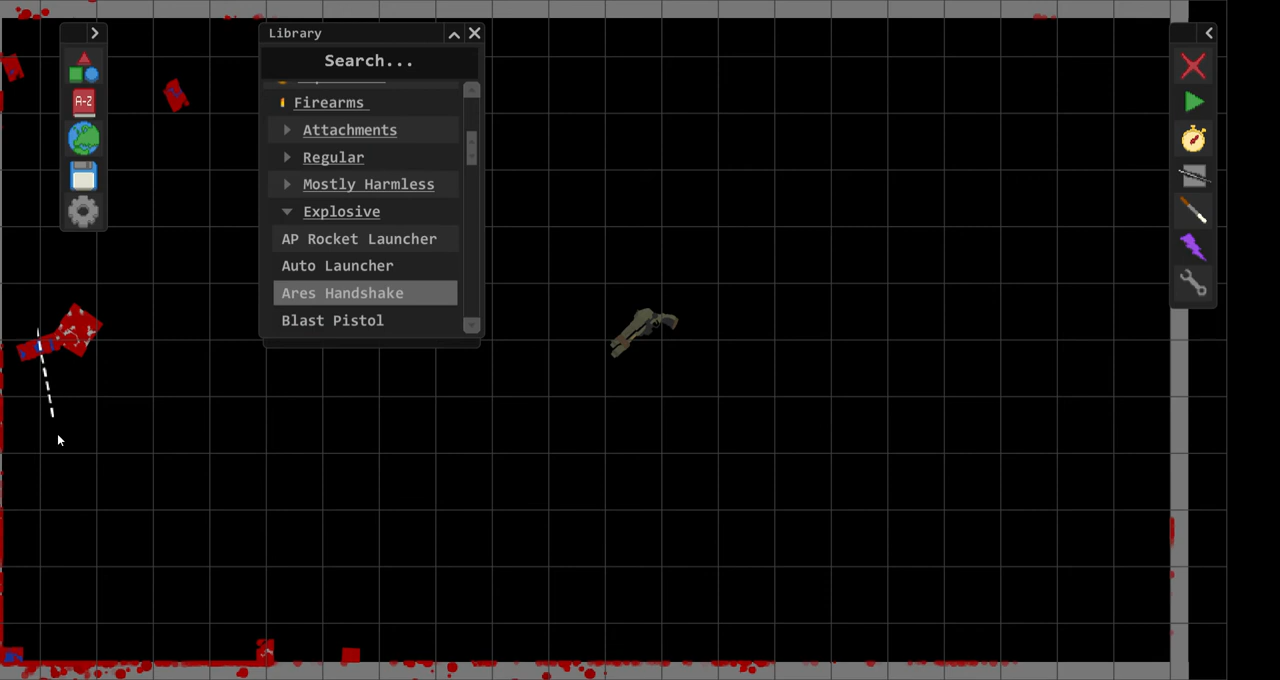 Library
Search...
Firearms
Attachments
Regular
Mostly Harmless
Explosive
AP Rocket Launcher
Auto Launcher
Ares Handshake
Blast Pistol
A-Z